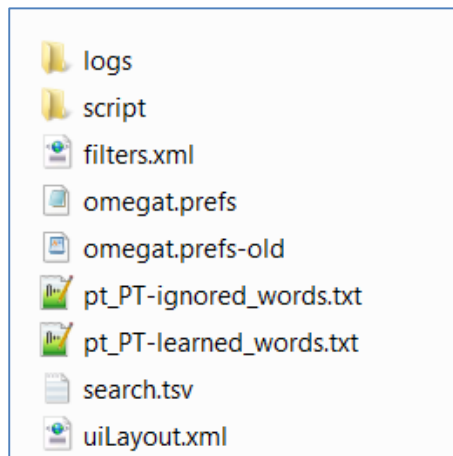 logs
script
filters.xml
omegat.prefs
omegat.prefs-old
pt_PT-ignored_words.txt
pt_PT-learned_words.txt
search.tsv
uiLayout.xml